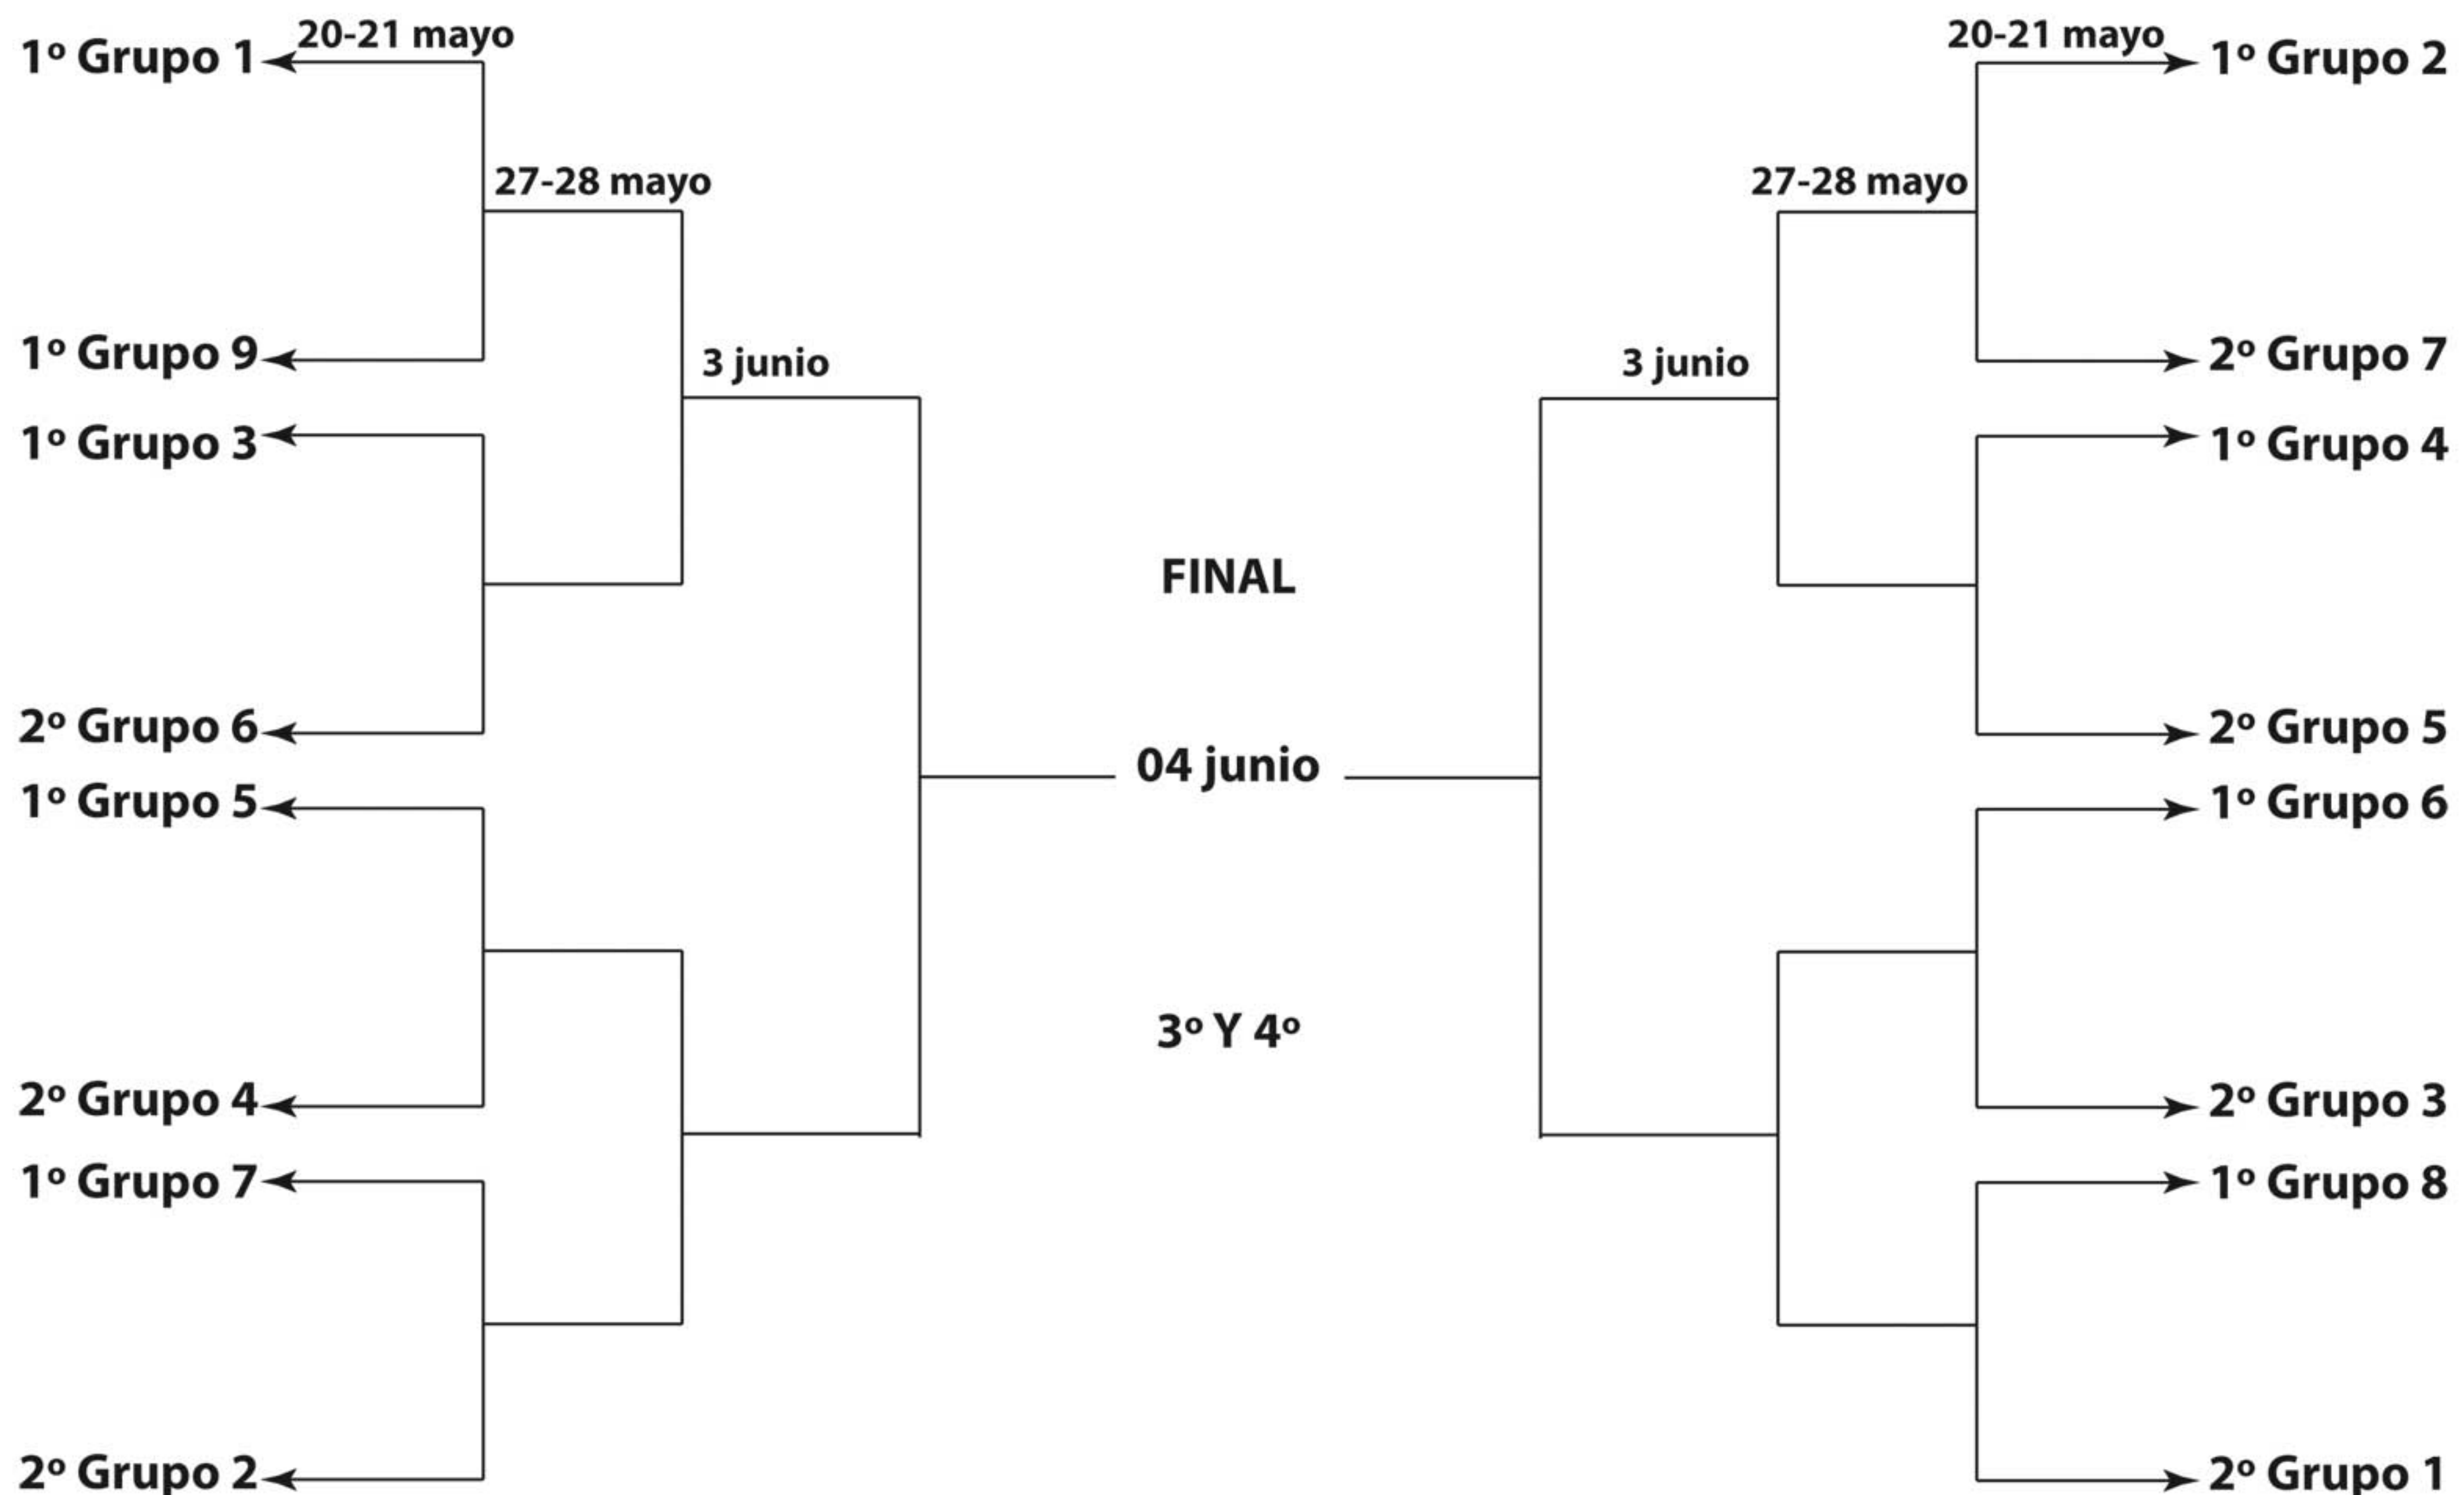 20-21 mayo
20-21 mayo
1º Grupo 1
1º Grupo 2
27-28 mayo
27-28 mayo
1º Grupo 9
3 junio
3 junio
2º Grupo 7
1º Grupo 3
1º Grupo 4
FINAL
2º Grupo 6
2º Grupo 5
04 junio
1º Grupo 5
1º Grupo 6
3º Y 4º
2º Grupo 4
2º Grupo 3
1º Grupo 7
1º Grupo 8
2º Grupo 2
2º Grupo 1